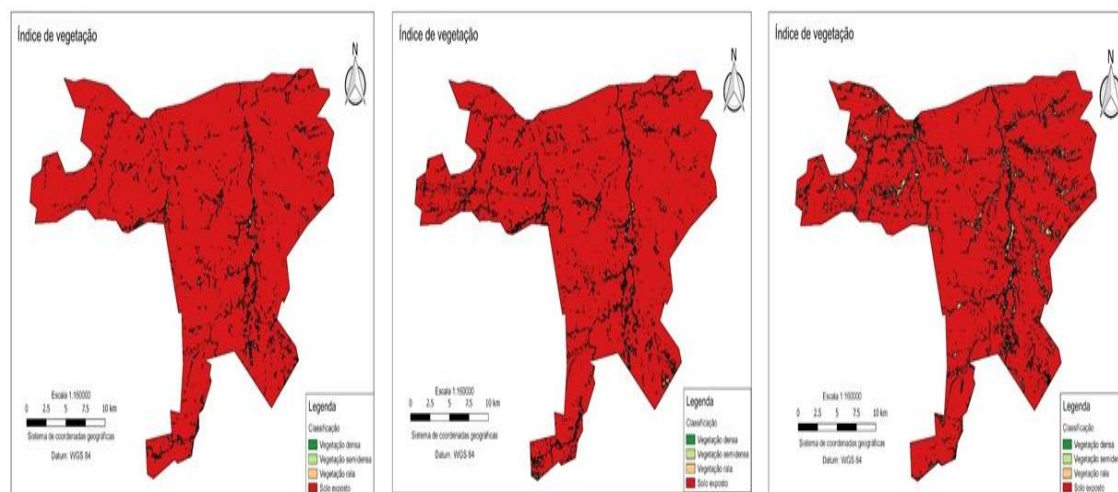 Índice de vegetação
N
Escala 1:160000
0 2.5 5 7.5 10 km
Sistema de coordenadas geográficas
Datum: WGS 84
Legenda
Classificação
Vegetação densa
Vegetação semi-densa
Vegetação rala
Solo exposto
Índice de vegetação
N
Escala 1:160000
0 2.5 5 7.5 10 km
Sistema de coordenadas geográficas
Datum: WGS 84
Legenda
Classificação
Vegetação densa
Vegetação semidensa
Vegetação rala
Solo exposto
Índice de vegetação
N
Escala 1:160000
0 2.5 5 7.5 10 km
Sistema de coordenadas geográficas
Datum: WGS 84
Legenda
Classificação
Vegetação densa
Vegetação semi-dens
Vegetação rala
Solo exposto